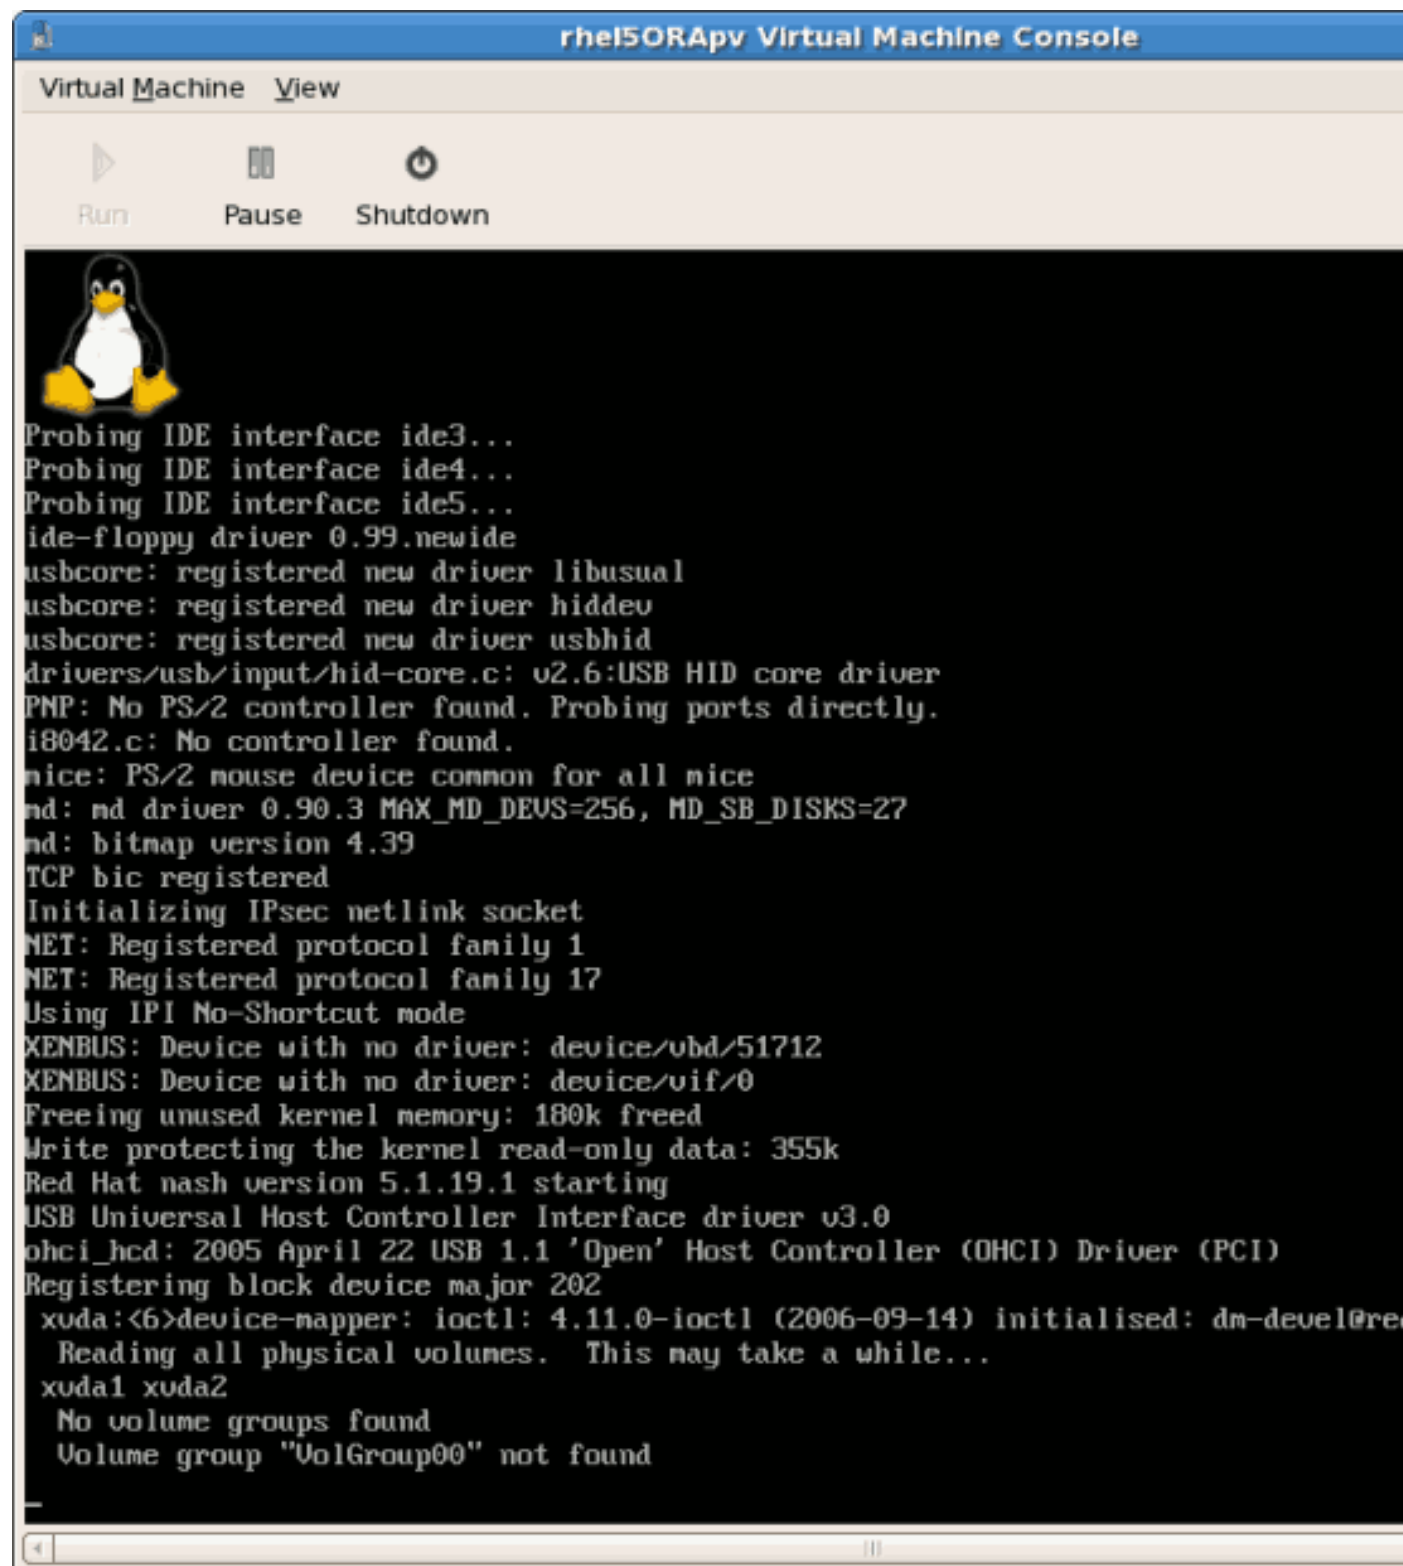 rhel5ORApv Virtual Machine Console
Virtual Machine View
Run Pause Shutdown
Probing IDE interface ide3...
Probing IDE interface ide4...
Probing IDE interface ide5...
ide-floppy driver 0.99.newide
usbcore: registered new driver libusual
usbcore: registered new driver hiddev
usbcore: registered new driver usbhid
drivers/usb/input/hid-core.c: v2.6:USB HID core driver
PNP: No PS/2 controller found. Probing ports directly.
i8042.c: No controller found.
mice: PS/2 mouse device common for all mice
md: md driver 0.90.3 MAX_MD_DEVS=256, MD_SB_DISKS=27
md: bitmap version 4.39
TCP bic registered
Initializing IPsec netlink socket
NET: Registered protocol family 1
NET: Registered protocol family 17
Using IPI No-Shortcut mode
XENBUS: Device with no driver: device/vbd/51712
XENBUS: Device with no driver: device/vif/0
Freeing unused kernel memory: 180k freed
Write protecting the kernel read-only data: 355k
Red Hat nash version 5.1.19.1 starting
USB Universal Host Controller Interface driver v3.0
ohci_hcd: 2005 April 22 USB 1.1 'Open' Host Controller (OHCI) Driver (PCI)
Registering block device major 202
xvda:<6>device-mapper: ioctl: 4.11.0-ioctl (2006-09-14) initialised: dm-devel@re
Reading all physical volumes. This may take a while...
xvda1 xvda2
No volume groups found
Volume group "VolGroup00" not found